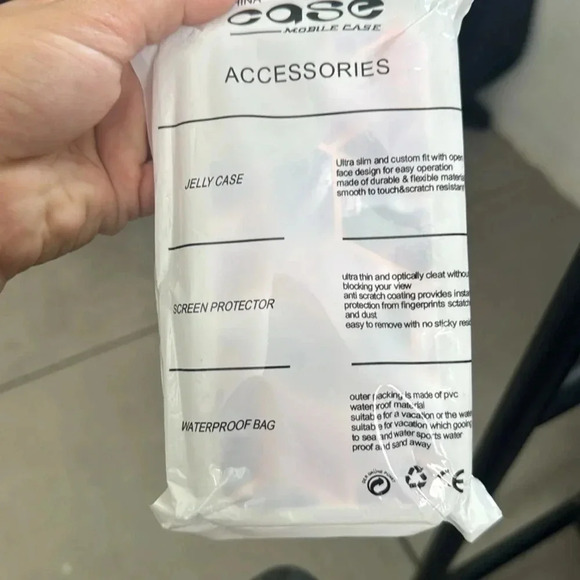 case
MOBILE CASE
ACCESSORIES
JELLY CASE
Ultra slim and custom fit with open
face design for easy operation
made of durable & flexible
smooth to touch&scratch
SCREEN PROTECTOR
ultra thin and optically cleat
blocking your view
anti scratch coating provides
protection from fingerprints
and dust
easy to remove with no sticky
WATERPROOF BAG
outer packing is made of pvc
waterproof material
suitable for a vacation or the
suitable for vacation which
to sea and water sports water
proof and sand away
CE